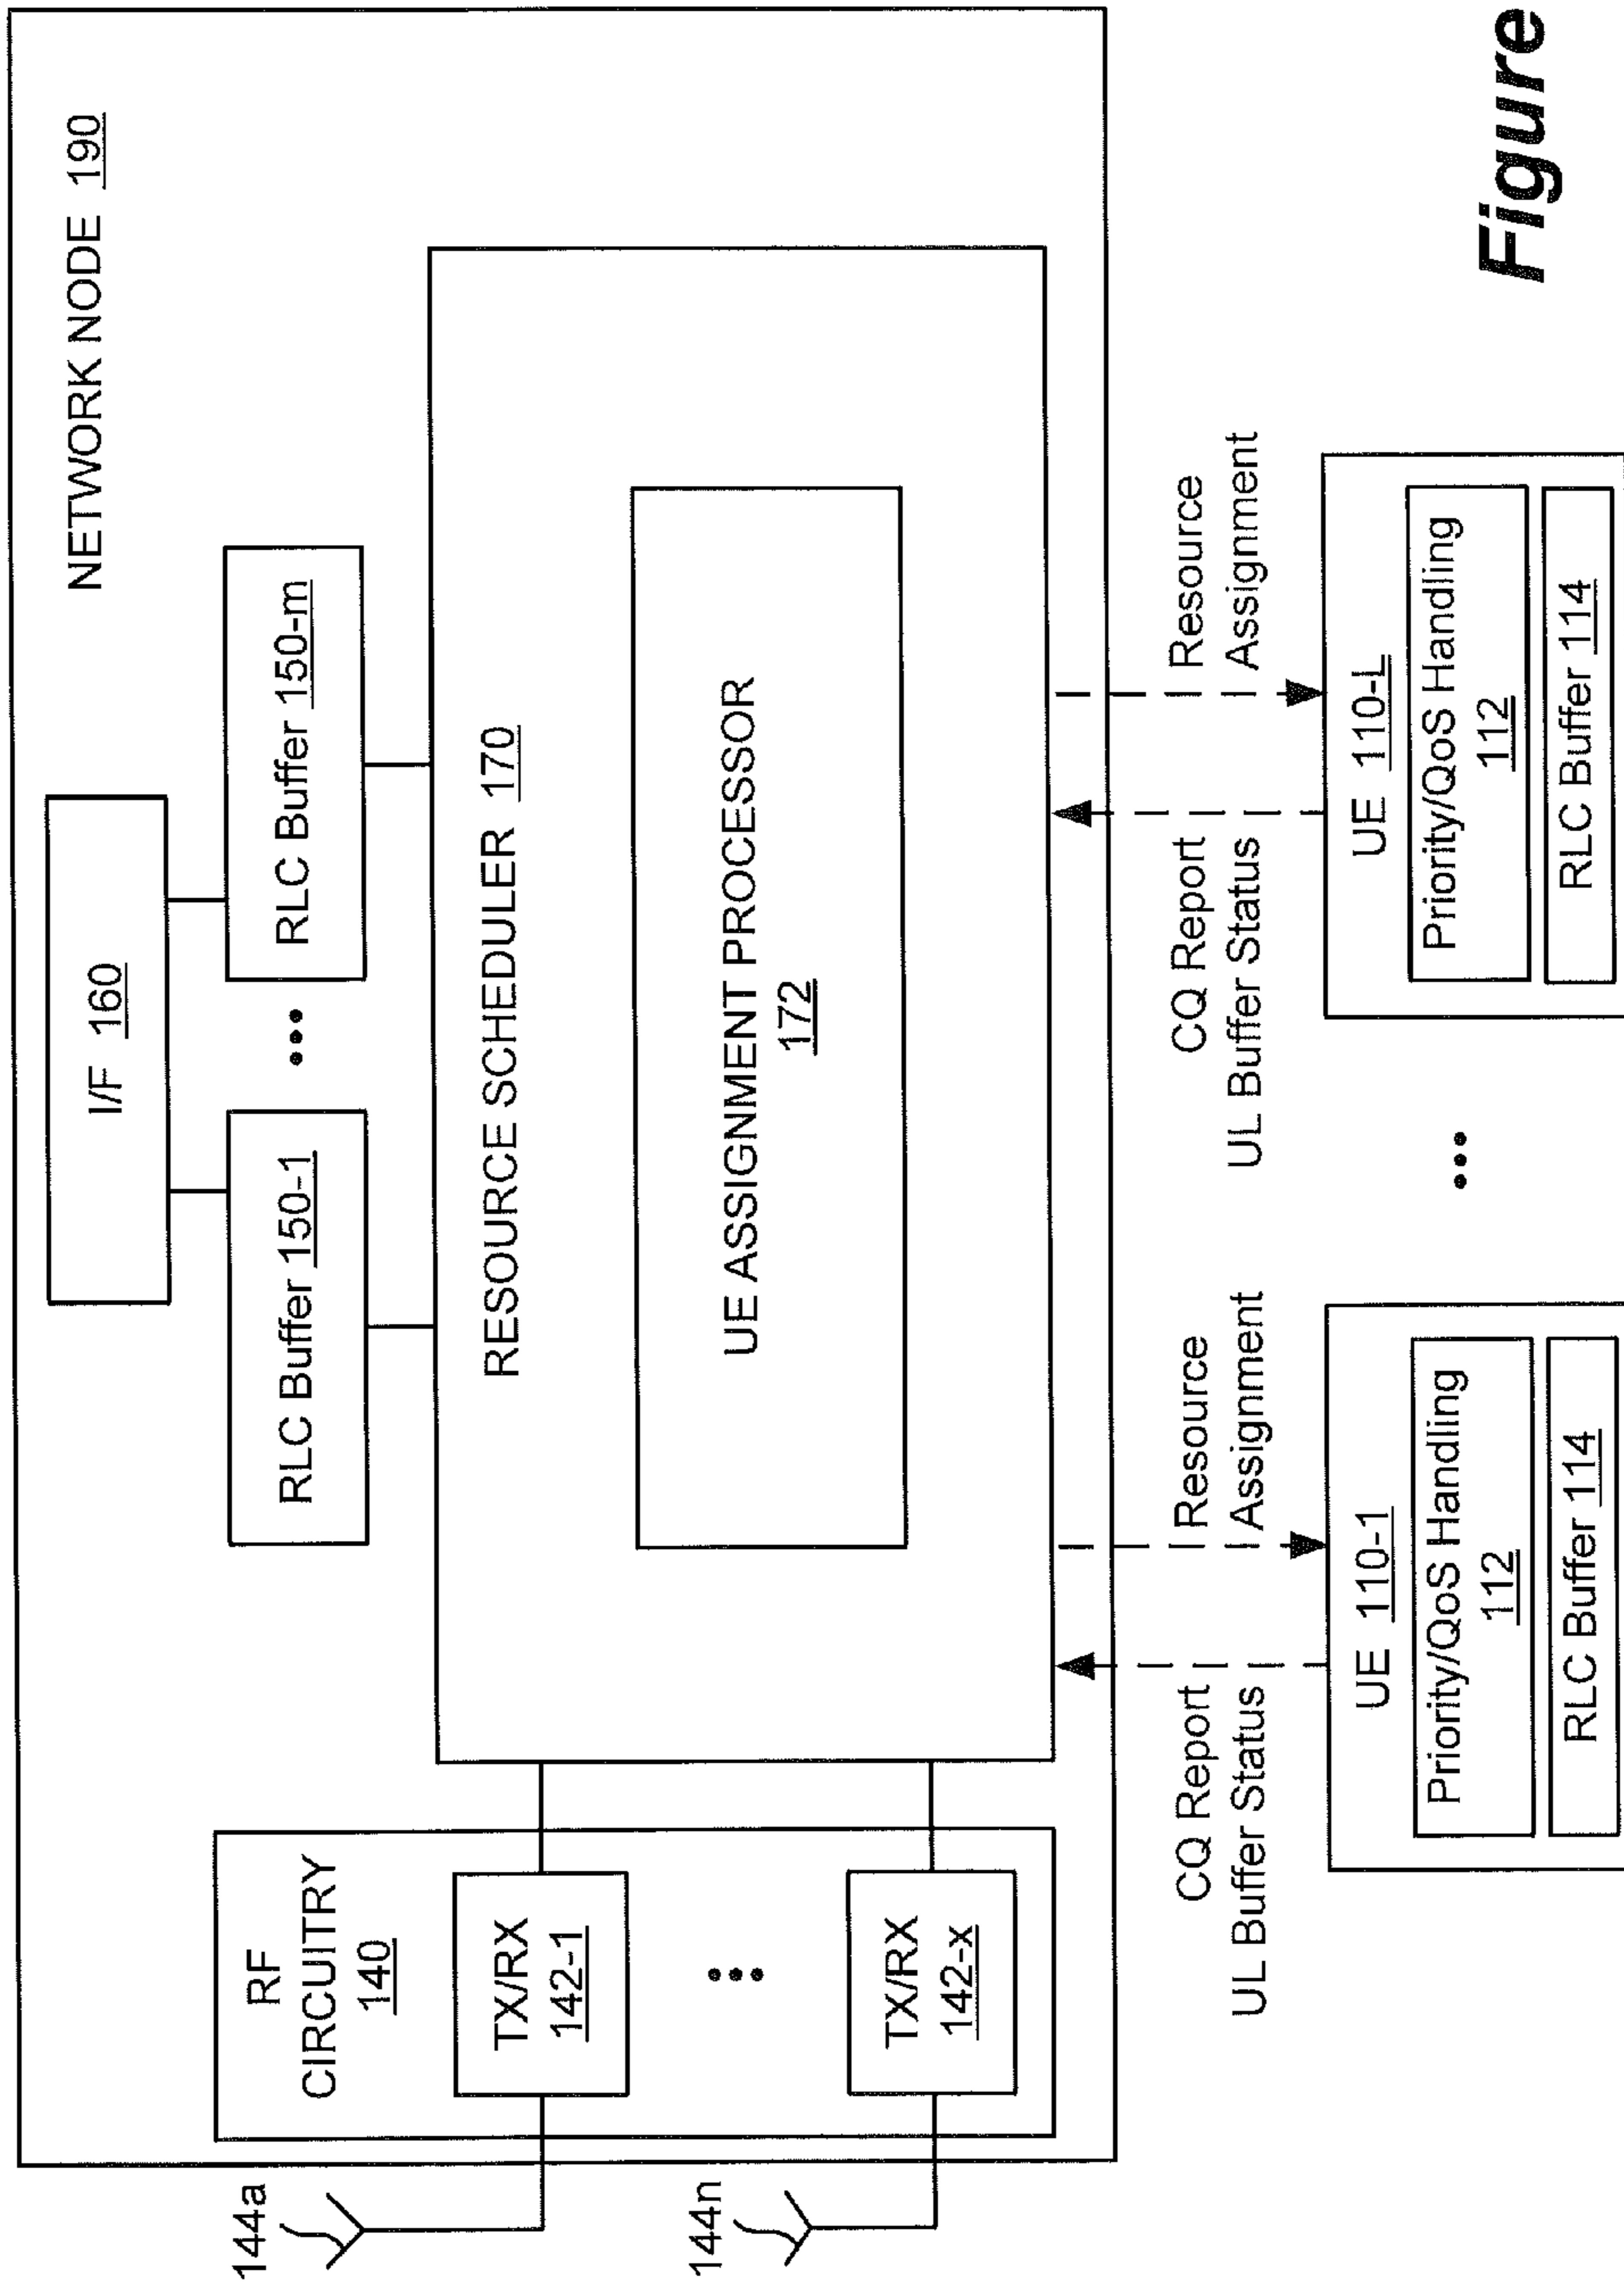 NETWORK NODE 190
I/F 160
RLC Buffer 150-1
•••
RLC Buffer 150-m
RF
CIRCUITRY
140
TX/RX
142-1
TX/RX
142-x
144a
144n
RESOURCE SCHEDULER 170
UE ASSIGNMENT PROCESSOR
172
CQ Report
UL Buffer Status
Resource
Assignment
CQ Report
UL Buffer Status
Resource
Assignment
UE 110-1
Priority/QoS Handling
112
RLC Buffer 114
•••
UE 110-L
Priority/QoS Handling
112
RLC Buffer 114
Figure